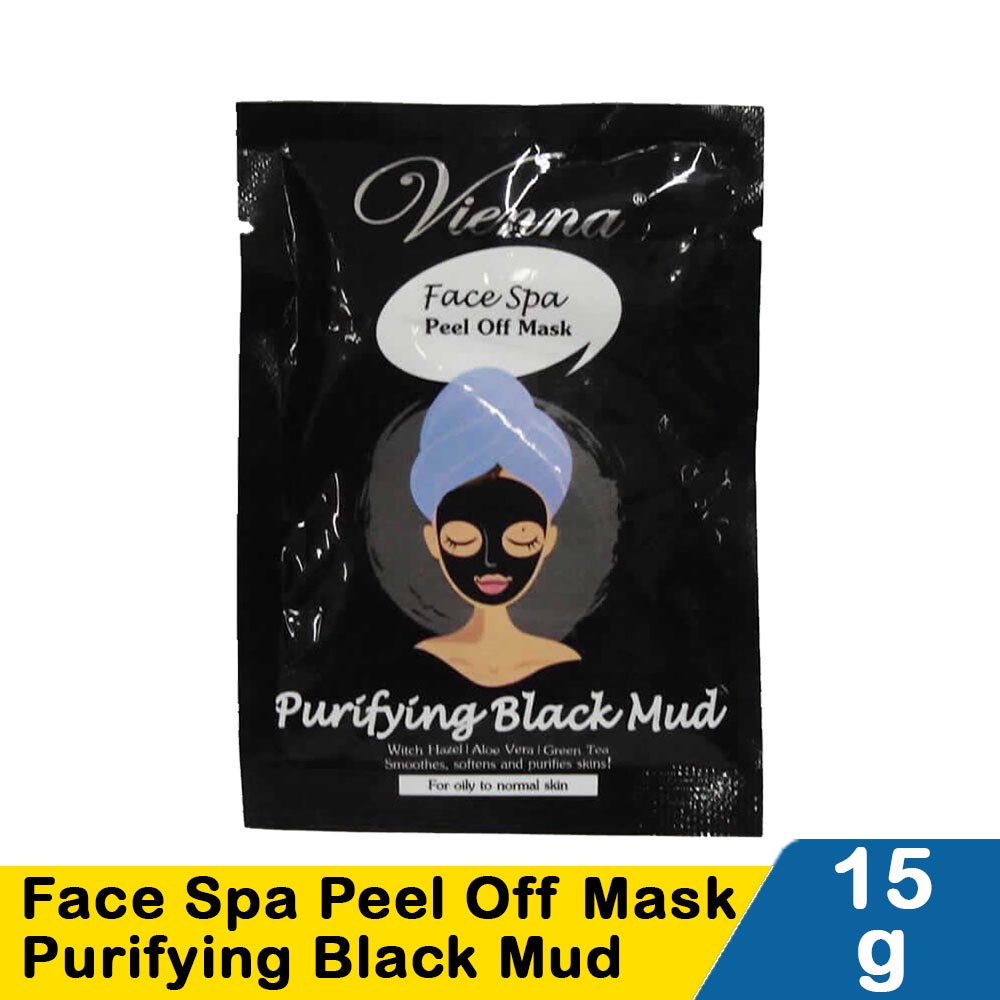 Vienna®
Face Spa
Peel Off Mask
Purifying Black Mud
Witch Hazel | Aloe Vera | Green Tea
Smoothes, softens and purifies skins!
For oily to normal skin
Face Spa Peel Off Mask
Purifying Black Mud
15
g